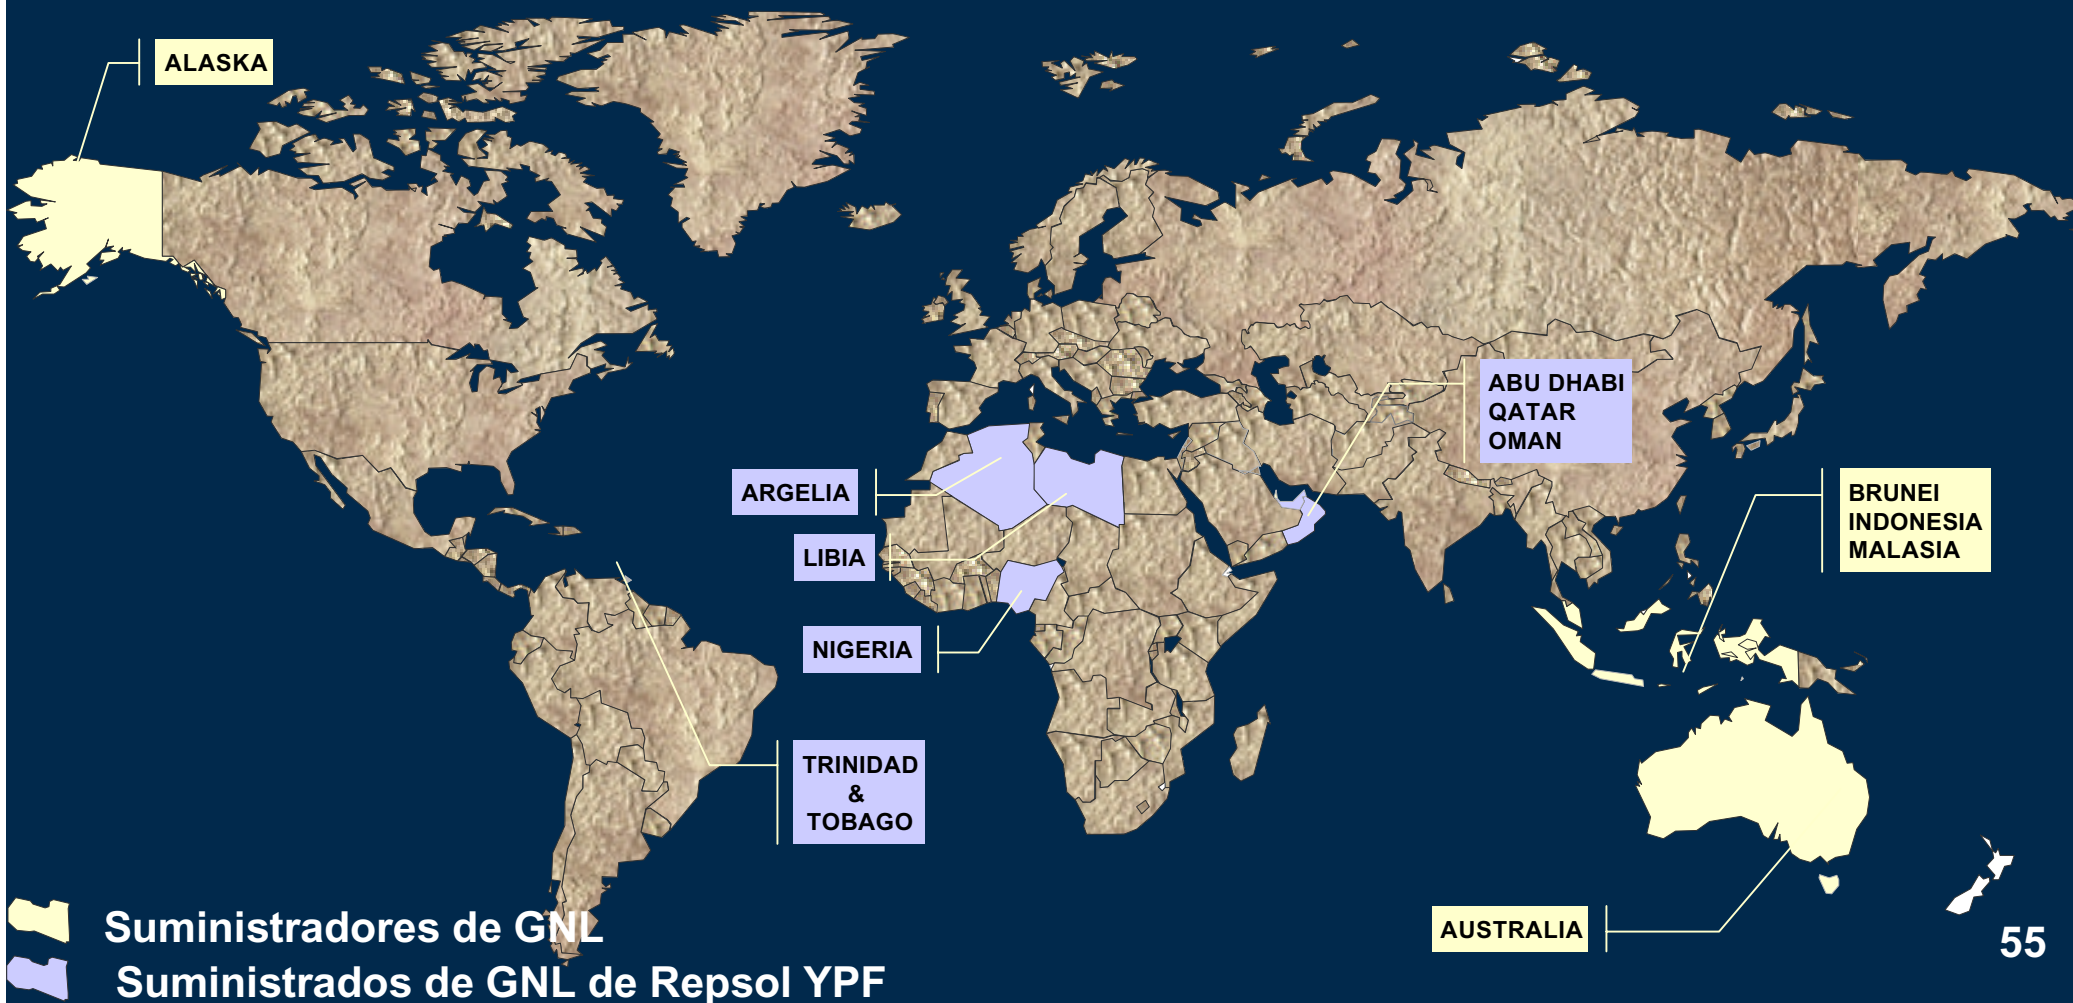 ALASKA
ABU DHABI
QATAR
OMAN
ARGELIA
BRUNEI
INDONESIA
MALASIA
LIBIA
NIGERIA
TRINIDAD
&
TOBAGO
AUSTRALIA
Suministradores de GNL
Suministrados de GNL de Repsol YPF
55